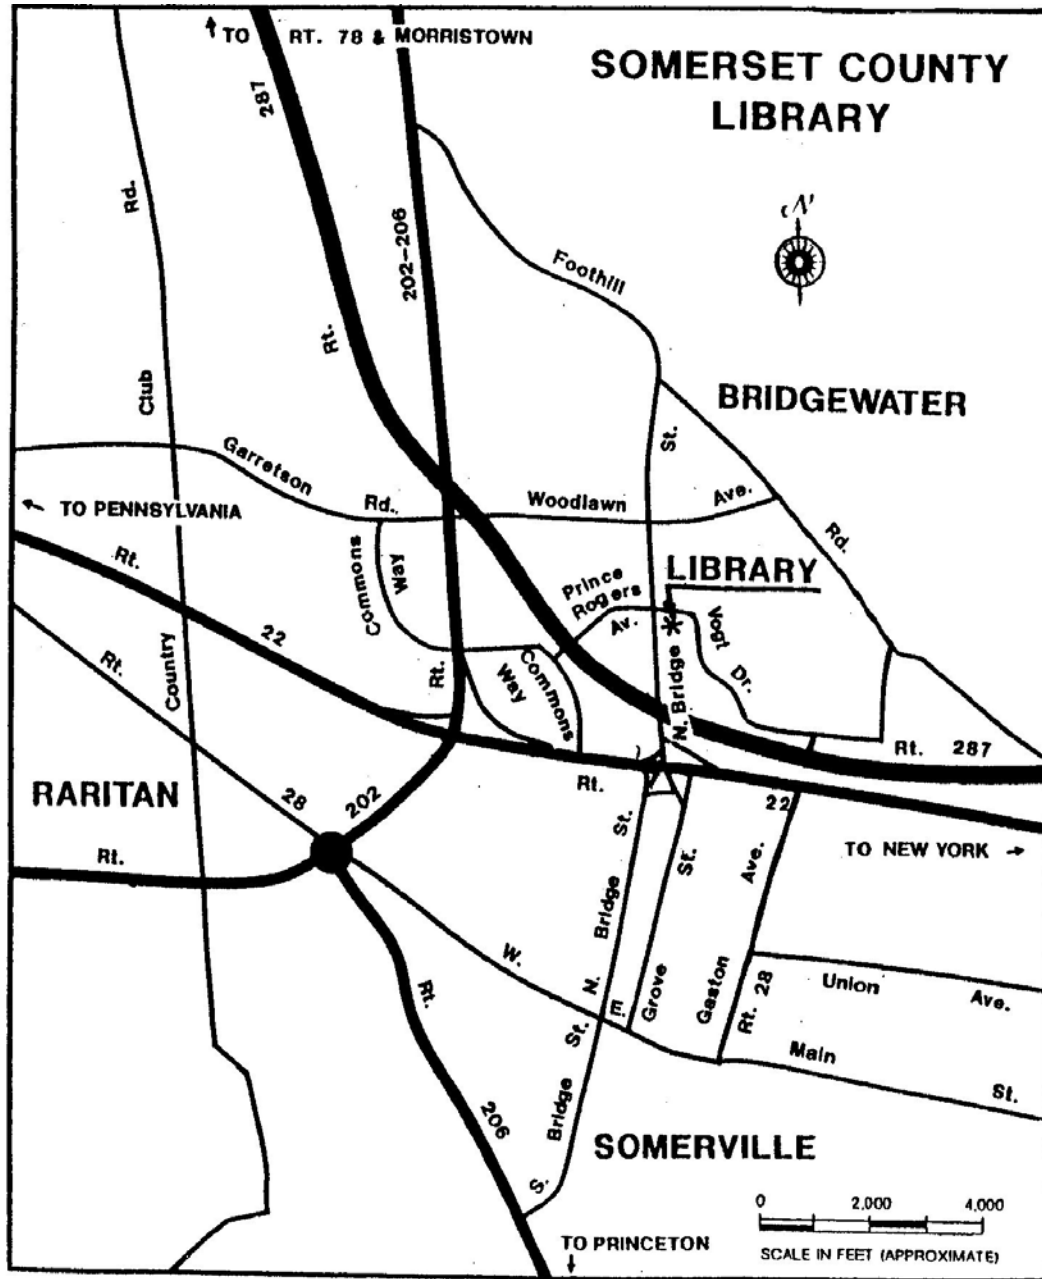 TO RT. 78 & MORRISTOWN
SOMERSET COUNTY
LIBRARY
287
Rd.
N
202-206
Foothill
Rt.
Club
BRIDGEWATER
St.
Garretson
Rd.
Woodlawn
Ave.
TO PENNSYLVANIA
Rd.
Rt.
Commons
Way
Prince
Rogers
Av.
LIBRARY
Vogt
Dr.
22
Rt.
Country
Rt.
Way
Commons
N. Bridge
Rt. 287
RARITAN
28
202
Rt.
22
St.
St.
Ave.
TO NEW YORK
Rt.
Bridge
W.
N.
E.
Grove
Gaston
Rt. 28
Union
Ave.
Rt.
St.
Main
St.
206
Bridge
S.
SOMERVILLE
0 2,000 4,000
SCALE IN FEET (APPROXIMATE)
TO PRINCETON